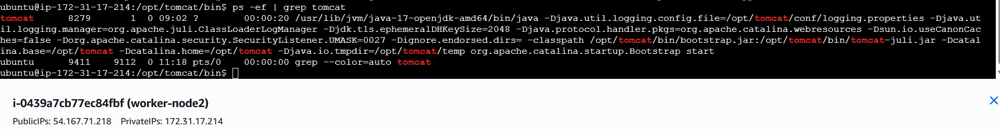 ubuntu@ip-172-31-17-214:/opt/tomcat/bin$ ps -ef | grep tomcat
tomcat      8279       1  0 09:02 ?        00:00:20 /usr/lib/jvm/java-17-openjdk-amd64/bin/java -Djava.util.logging.config.file=/opt/tomcat/conf/logging.properties -Djava.ut
il.logging.manager=org.apache.juli.ClassLoaderLogManager -Djdk.tls.ephemeralDHKeySize=2048 -Djava.protocol.handler.pkgs=org.apache.catalina.webresources -Dsun.io.useCanonCac
hes=false -Dorg.apache.catalina.security.SecurityListener.UMASK=0027 -Dignore.endorsed.dirs= -classpath /opt/tomcat/bin/bootstrap.jar:/opt/tomcat/bin/tomcat-juli.jar -Dcatal
ina.base=/opt/tomcat -Dcatalina.home=/opt/tomcat -Djava.io.tmpdir=/opt/tomcat/temp org.apache.catalina.startup.Bootstrap start
ubuntu      9411    9112  0 11:18 pts/0    00:00:00 grep --color=auto tomcat
ubuntu@ip-172-31-17-214:/opt/tomcat/bin$
i-0439a7cb77ec84fbf (worker-node2)
PublicIPs: 54.167.71.218    PrivateIPs: 172.31.17.214